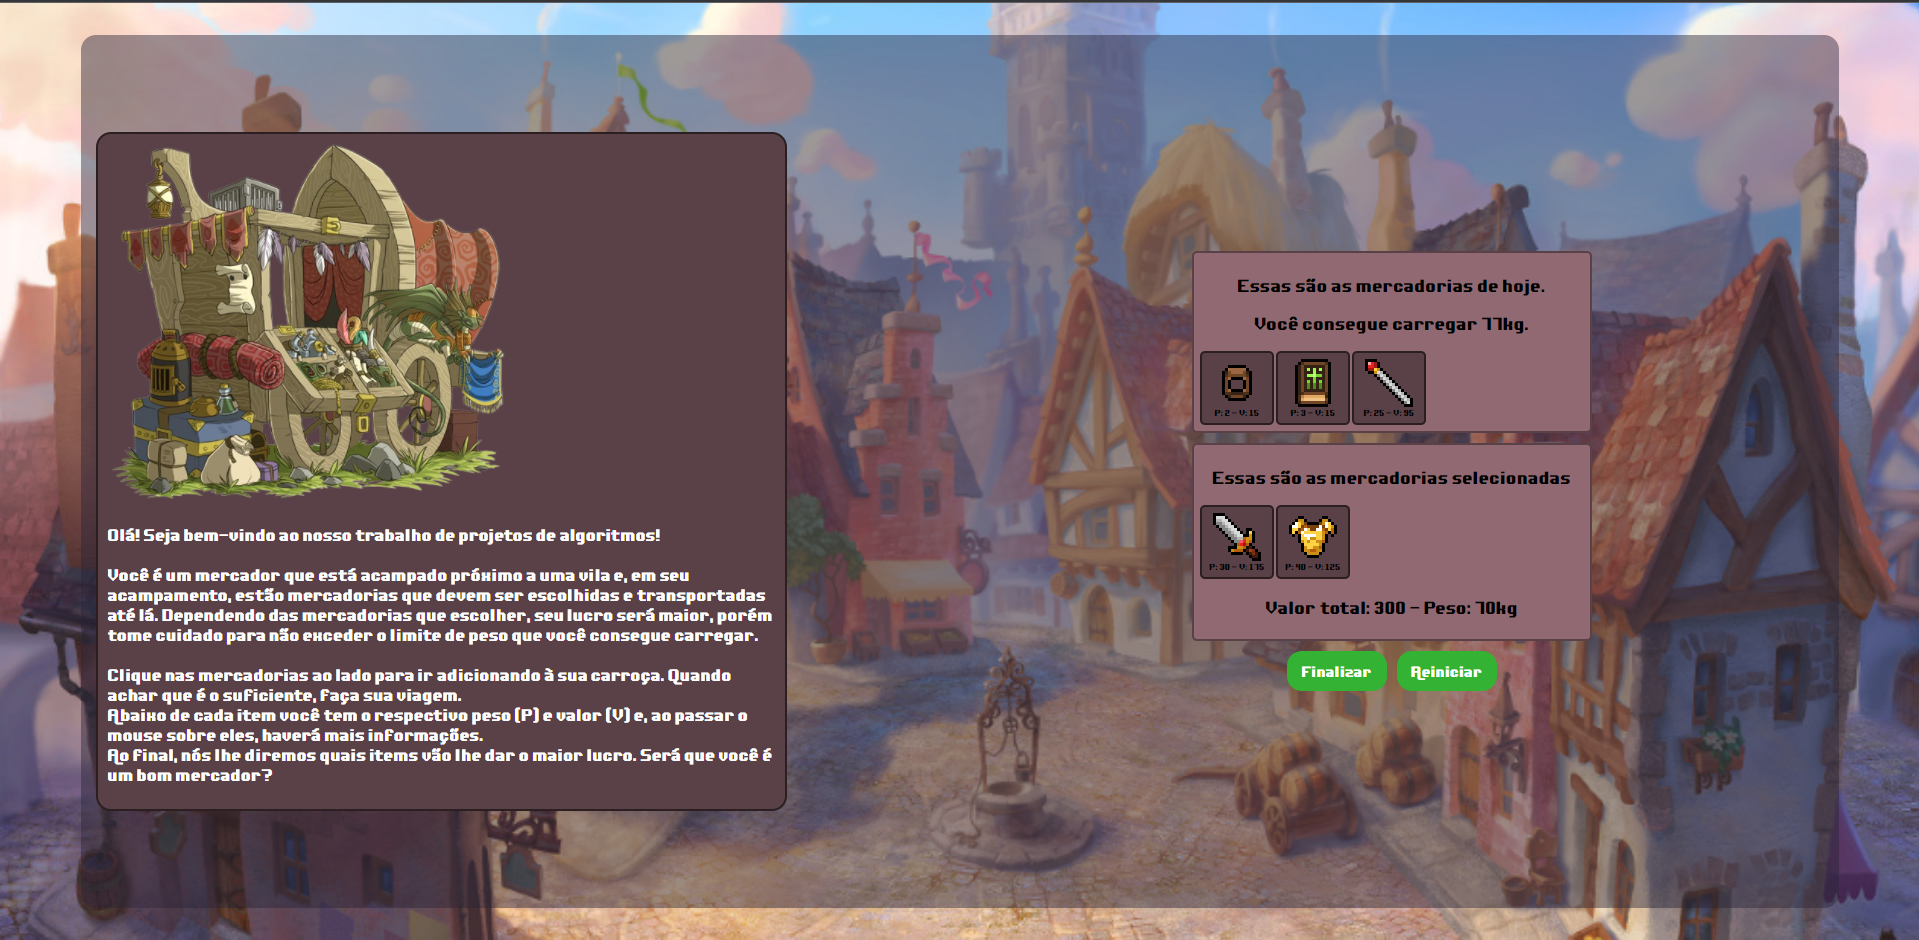 Olá! Seja bem-vindo ao nosso trabalho de projetos de algoritmos!
Você é um mercador que está acampado próximo a uma vila e, em seu
acampamento, estão mercadorias que devem ser escolhidas e transportadas
até lá. Dependendo das mercadorias que escolher, seu lucro será maior, porém
tome cuidado para não exceder o limite de peso que você consegue carregar.
Clique nas mercadorias ao lado para ir adicionando à sua carroça. Quando
achar que é o suficiente, faça sua viagem.
Abaixo de cada item você tem o respectivo peso (P) e valor (V) e, ao passar o
mouse sobre eles, haverá mais informações.
Ao final, nós lhe diremos quais items vão lhe dar o maior lucro. Será que você é
um bom mercador?
Essas são as mercadorias de hoje.
Você consegue carregar 77kg.
P: 2 - V: 15
P: 3 - V: 15
P: 25 - V: 95
Essas são as mercadorias selecionadas
P: 30 - V: 175
P: 40 - V: 125
Valor total: 300 - Peso: 70kg
Finalizar
Reiniciar